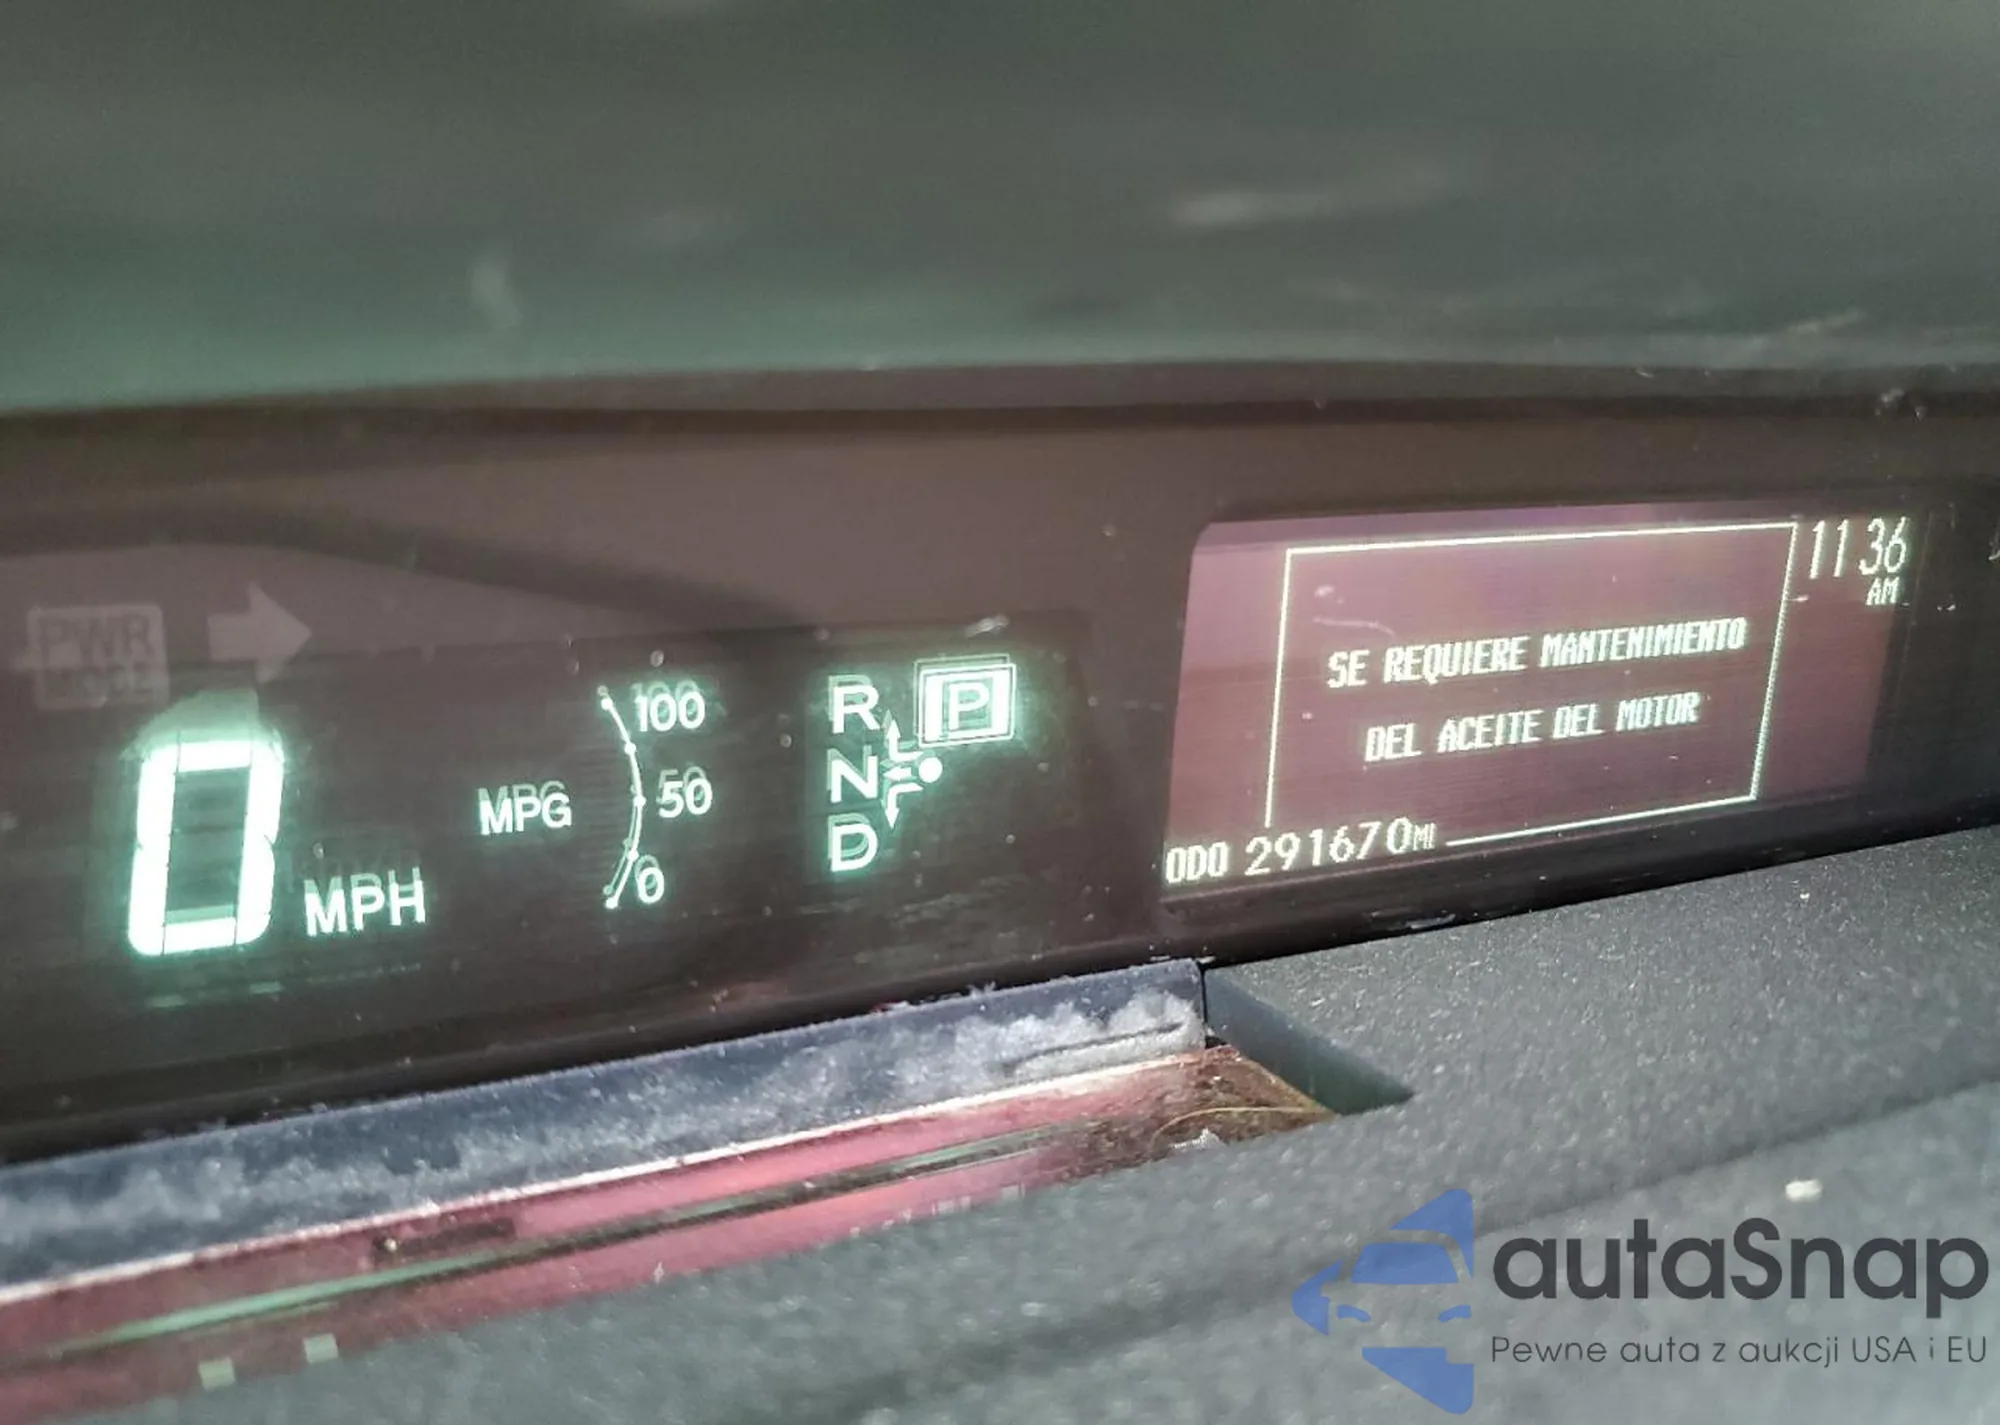 PWR
MODE
0 MPH
MPG
100
50
0
R
N
D
P
SE REQUIERE MANTENIMIENTO
DEL ACEITE DEL MOTOR
11 36
AM
ODO 291670MI
autaSnap
Pewne auta z aukcji USA i EU